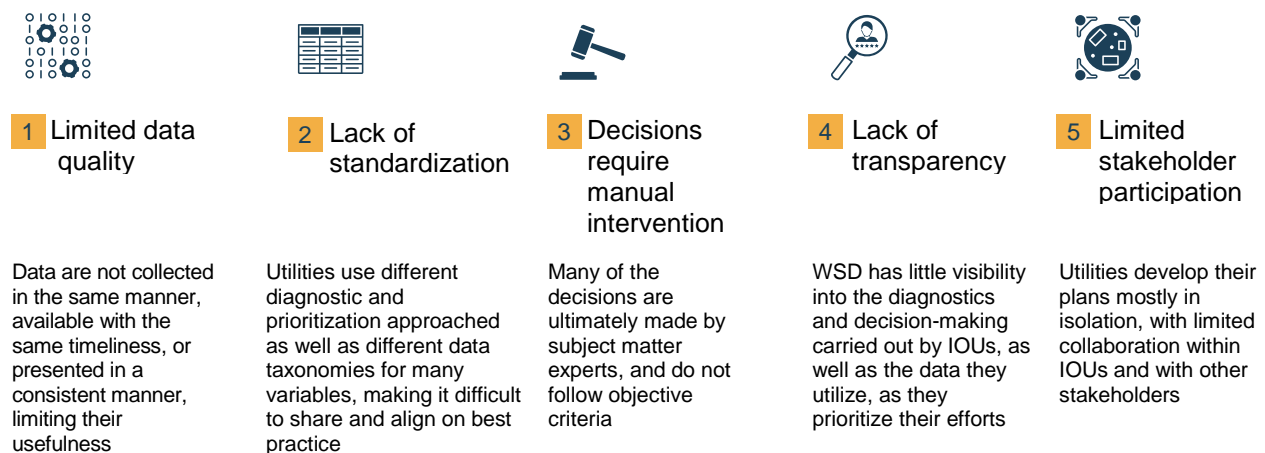 1 Limited data
quality
2 Lack of
standardization
3 Decisions
require
manual
intervention
4 Lack of
transparency
5 Limited
stakeholder
participation
Data are not collected
in the same manner,
available with the
same timeliness, or
presented in a
consistent manner,
limiting their
usefulness
Utilities use different
diagnostic and
prioritization approached
as well as different data
taxonomies for many
variables, making it difficult
to share and align on best
practice
Many of the
decisions are
ultimately made by
subject matter
experts, and do not
follow objective
criteria
WSD has little visibility
into the diagnostics
and decision-making
carried out by IOUs, as
well as the data they
utilize, as they
prioritize their efforts
Utilities develop their
plans mostly in
isolation, with limited
collaboration within
IOUs and with other
stakeholders